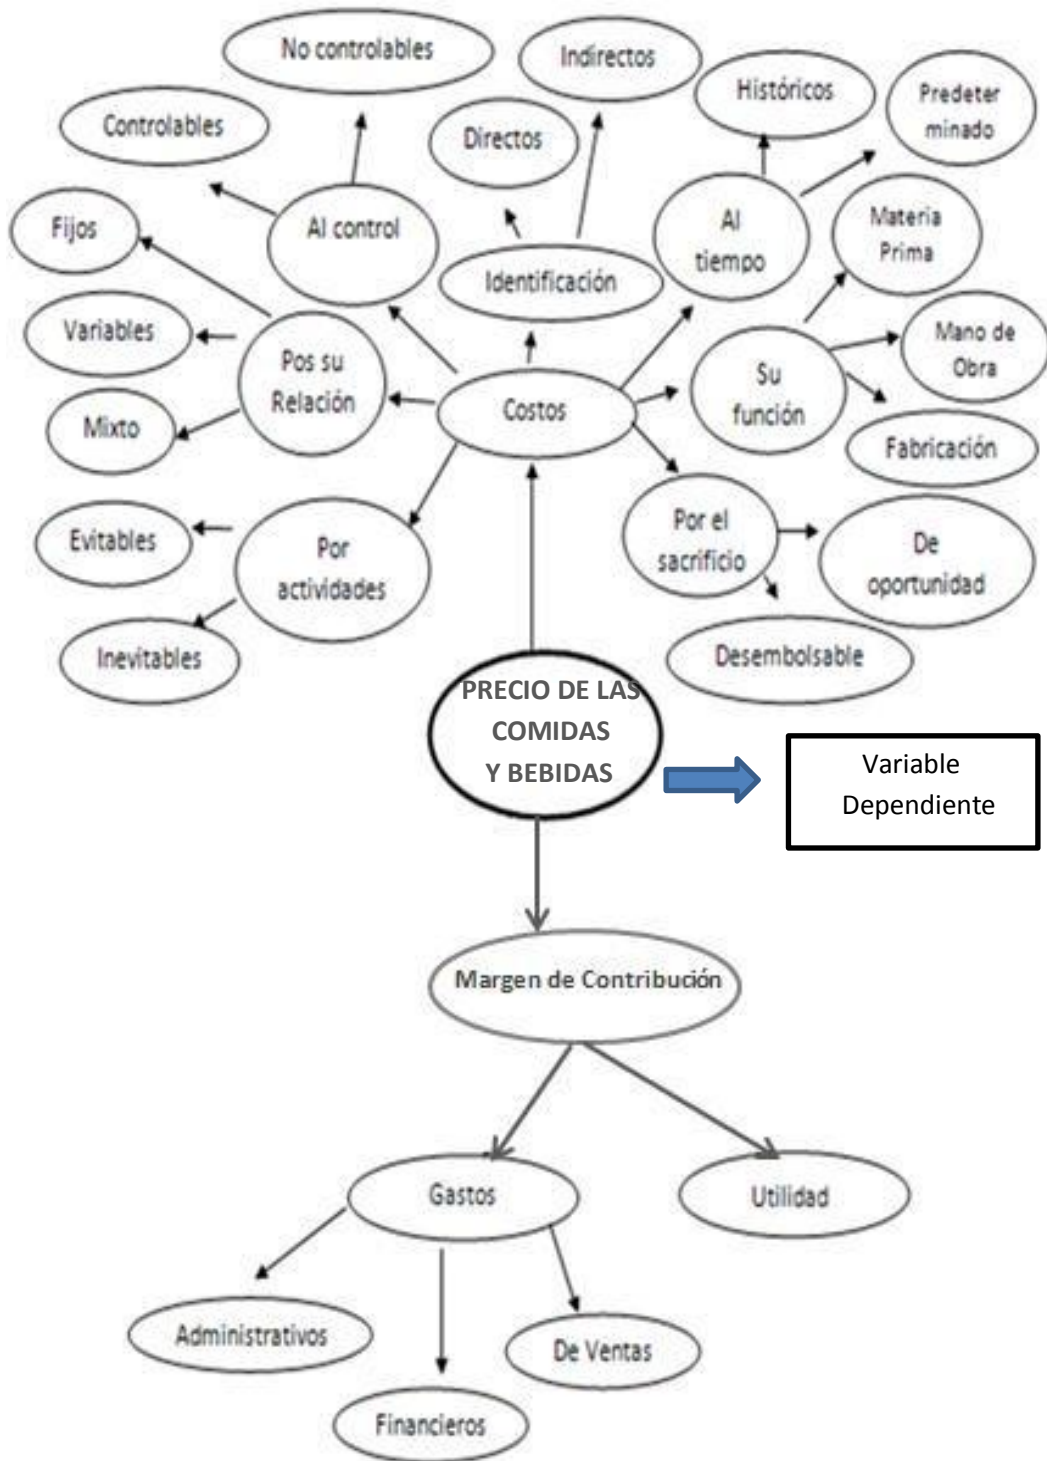 No controlables
Indirectos
Históricos
Predeter
minado
Controlables
Directos
Fijos
Al control
Al
tiempo
Materia
Prima
Identificación
Variables
Pos su
Relación
Mano de
Obra
Su
función
Costos
Mixto
Fabricación
Evitables
Por
actividades
Por el
sacrificio
De
oportunidad
Inevitables
Desembolsable
PRECIO DE LAS
COMIDAS
Y BEBIDAS
Variable
Dependiente
Margen de Contribución
Gastos
Utilidad
Administrativos
De Ventas
Financieros